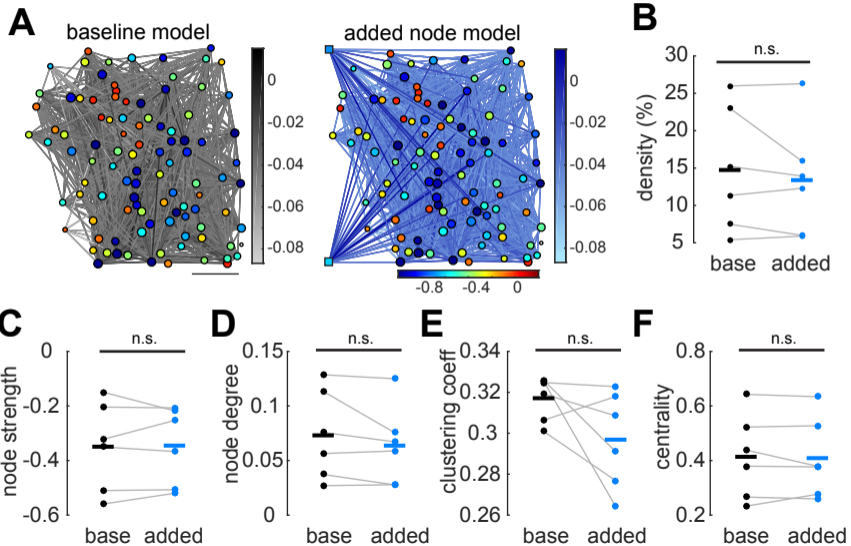 A
baseline model
0
-0.02
-0.04
-0.06
-0.08
added node model
0
-0.02
-0.04
-0.06
-0.08
-0.8
-0.4
0
B
n.s.
density (%)
30
25
20
15
10
5
base
added
C
n.s.
node strength
0
-0.2
-0.4
-0.6
base
added
D
n.s.
node degree
0.15
0.1
0.05
0
base
added
E
n.s.
clustering coeff
0.34
0.32
0.3
0.28
0.26
base
added
F
n.s.
centrality
0.8
0.6
0.4
0.2
base
added